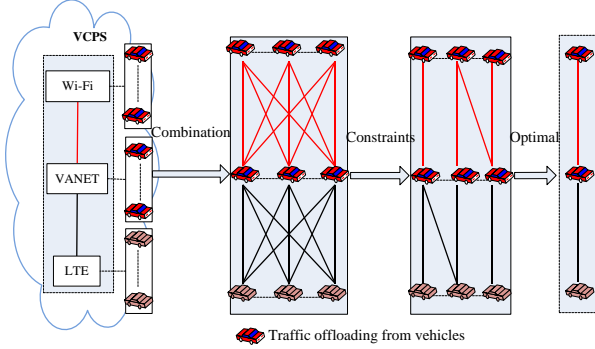 VCPS
Wi-Fi
VANET
LTE
Combination
Constraints
Optimal
Traffic offloading from vehicles